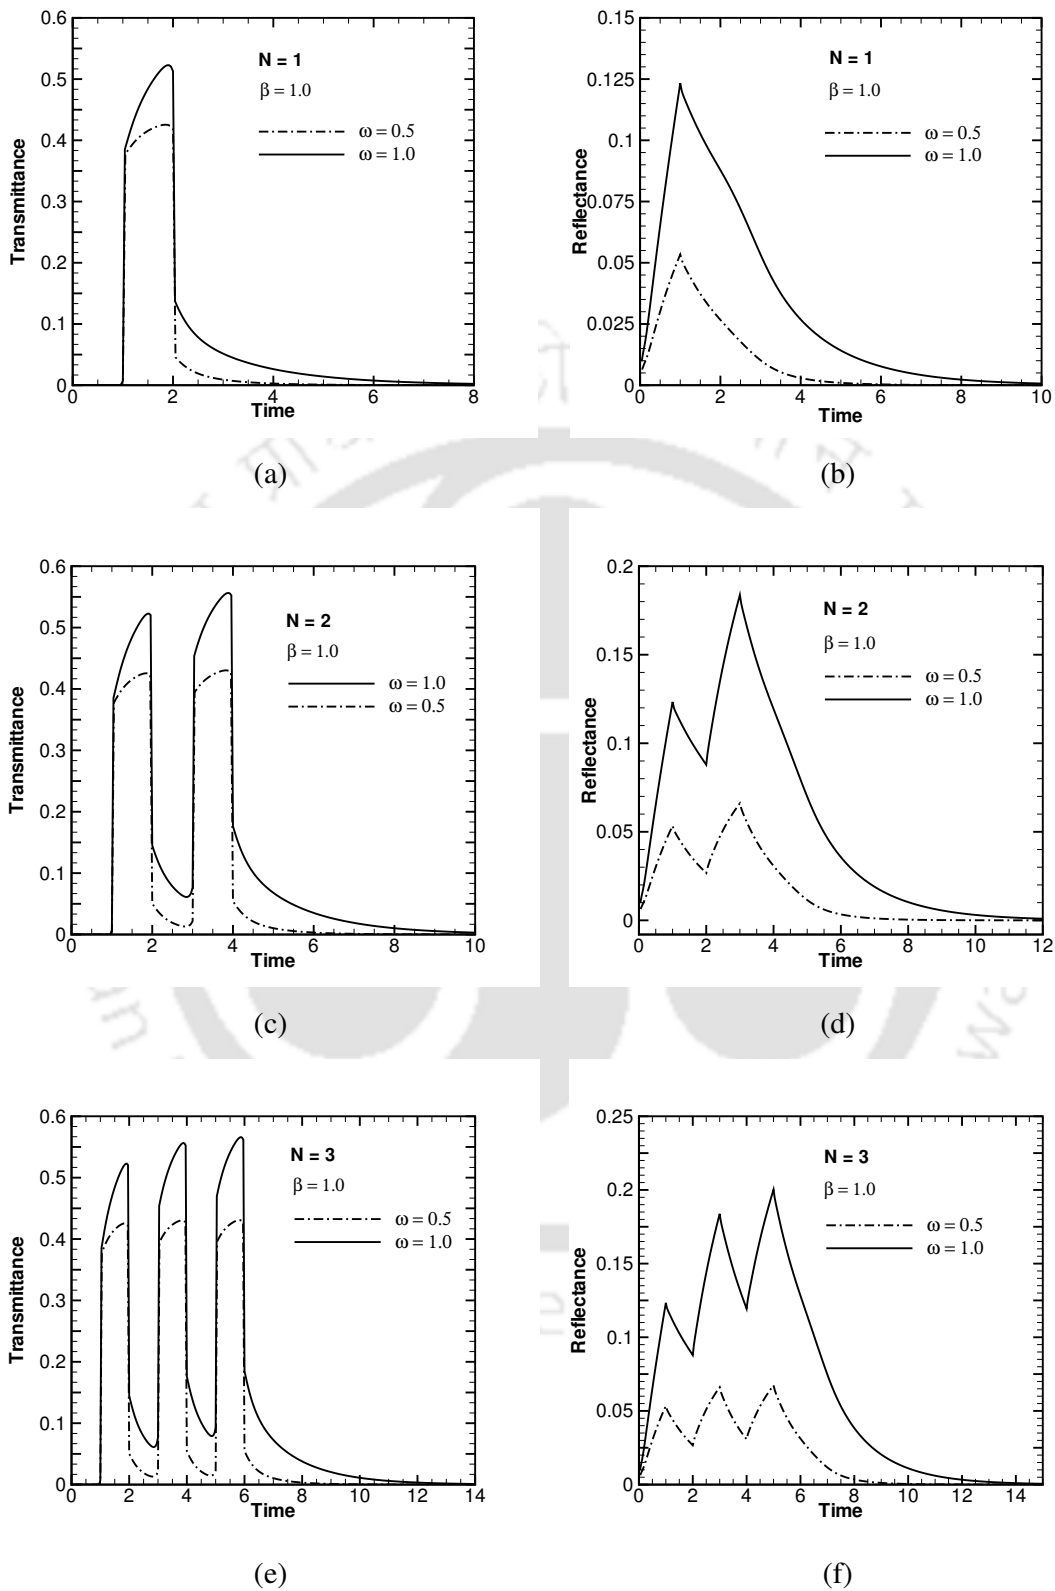 0.6
0.5
0.4
0.3
0.2
0.1
0
Transmittance
N = 1
β = 1.0
ω = 0.5
ω = 1.0
0 2 4 6 8
Time
(a)
0.15
0.125
0.1
0.075
0.05
0.025
0
Reflectance
N = 1
β = 1.0
ω = 0.5
ω = 1.0
0 2 4 6 8 10
Time
(b)
0.6
0.5
0.4
0.3
0.2
0.1
0
Transmittance
N = 2
β = 1.0
ω = 1.0
ω = 0.5
0 2 4 6 8 10
Time
(c)
0.2
0.15
0.1
0.05
0
Reflectance
N = 2
β = 1.0
ω = 0.5
ω = 1.0
0 2 4 6 8 10 12
Time
(d)
0.6
0.5
0.4
0.3
0.2
0.1
0
Transmittance
N = 3
β = 1.0
ω = 0.5
ω = 1.0
0 2 4 6 8 10 12 14
Time
(e)
0.25
0.2
0.15
0.1
0.05
0
Reflectance
N = 3
β = 1.0
ω = 0.5
ω = 1.0
0 2 4 6 8 10 12 14
Time
(f)